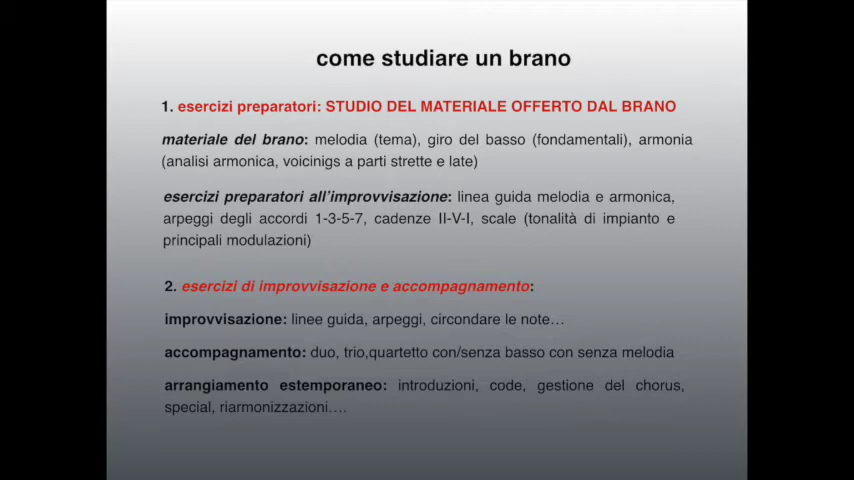 come studiare un brano
1. esercizi preparatori: STUDIO DEL MATERIALE OFFERTO DAL BRANO
materiale del brano: melodia (tema), giro del basso (fondamentali), armonia
(analisi armonica, voicinigs a parti strette e late)
esercizi preparatori all'improvvisazione: linea guida melodia e armonica,
arpeggi degli accordi 1-3-5-7, cadenze II-V-I, scale (tonalità di impianto e
principali modulazioni)
2. esercizi di improvvisazione e accompagnamento:
improvvisazione: linee guida, arpeggi, circondare le note…
accompagnamento: duo, trio,quartetto con/senza basso con senza melodia
arrangiamento estemporaneo: introduzioni, code, gestione del chorus,
special, riarmonizzazioni….